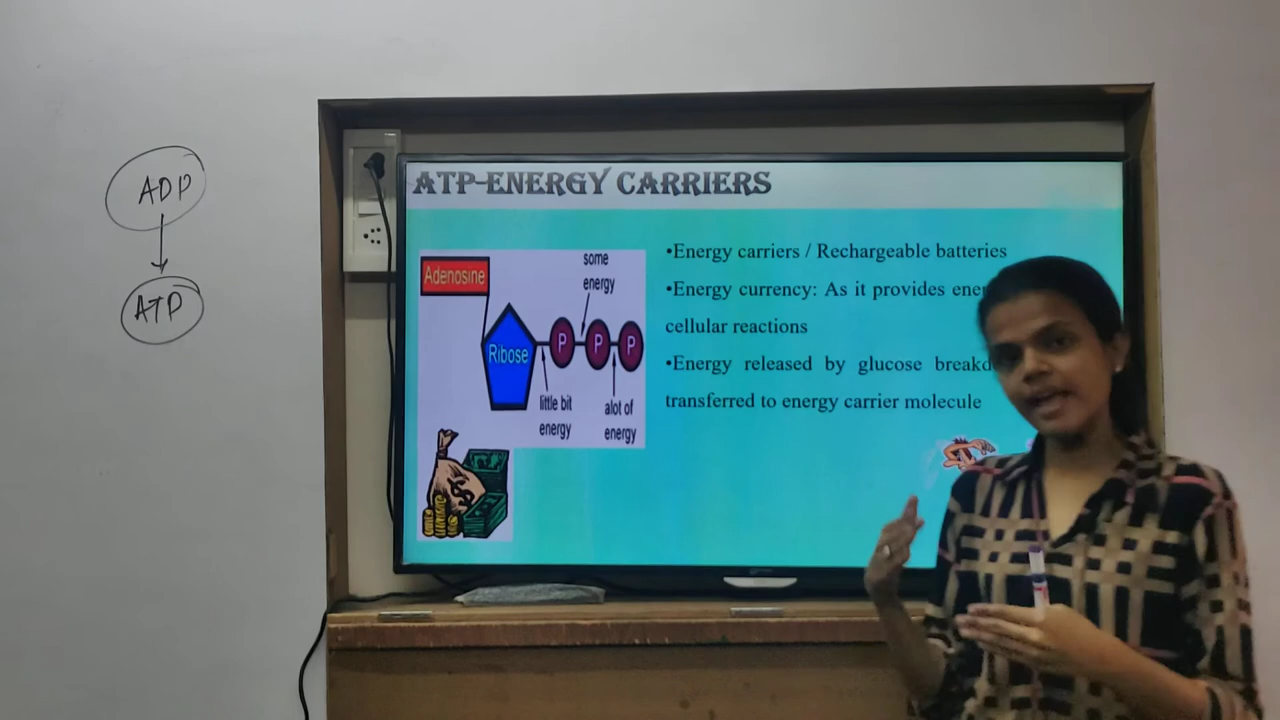 ADP
ATP
ATP-ENERGY CARRIERS
Adenosine
Ribose
P
P
P
some
energy
little bit
energy
alot of
energy
•Energy carriers / Rechargeable batteries
•Energy currency: As it provides
cellular reactions
•Energy released by glucose
transferred to energy carrier molecule